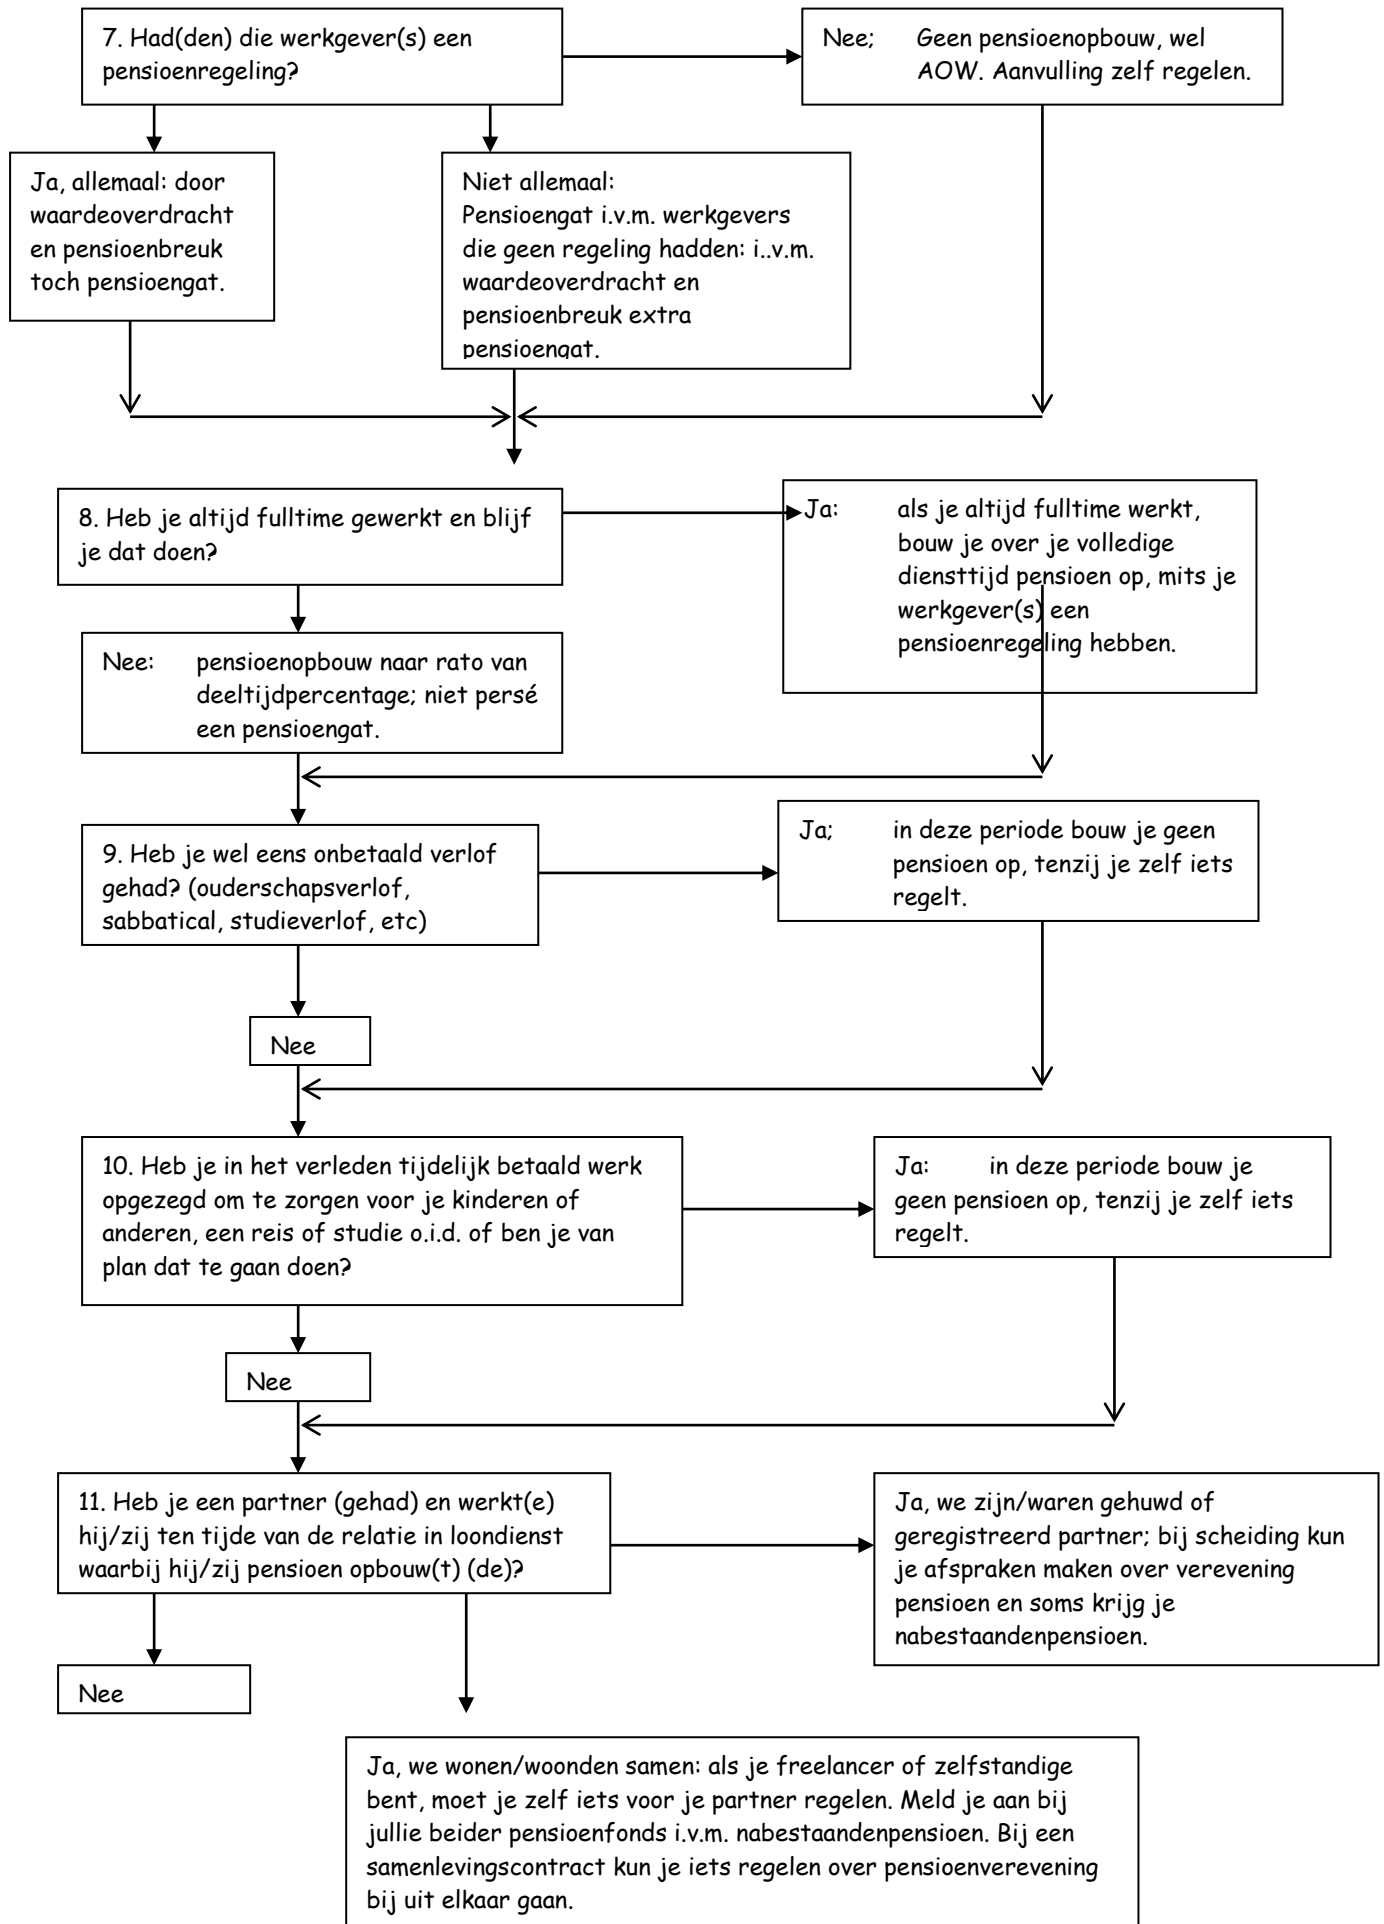 7. Had(den) die werkgever(s) een
pensioenregeling?
Nee; Geen pensioenopbouw, wel
AOW. Aanvulling zelf regelen.
Ja, allemaal: door
waardeoverdracht
en pensioenbreuk
toch pensioengat.
Niet allemaal:
Pensioengat i.v.m. werkgevers
die geen regeling hadden: i..v.m.
waardeoverdracht en
pensioenbreuk extra
pensioengat.
8. Heb je altijd fulltime gewerkt en blijf
je dat doen?
Ja: als je altijd fulltime werkt,
bouw je over je volledige
diensttijd pensioen op, mits je
werkgever(s) een
pensioenregeling hebben.
Nee: pensioenopbouw naar rato van
deeltijdpercentage; niet persé
een pensioengat.
9. Heb je wel eens onbetaald verlof
gehad? (ouderschapsverlof,
sabbatical, studieverlof, etc)
Ja; in deze periode bouw je geen
pensioen op, tenzij je zelf iets
regelt.
Nee
10. Heb je in het verleden tijdelijk betaald werk
opgezegd om te zorgen voor je kinderen of
anderen, een reis of studie o.i.d. of ben je van
plan dat te gaan doen?
Ja: in deze periode bouw je
geen pensioen op, tenzij je zelf iets
regelt.
Nee
11. Heb je een partner (gehad) en werkt(e)
hij/zij ten tijde van de relatie in loondienst
waarbij hij/zij pensioen opbouw(t) (de)?
Ja, we zijn/waren gehuwd of
geregistreerd partner; bij scheiding kun
je afspraken maken over verevening
pensioen en soms krijg je
nabestaandenpensioen.
Nee
Ja, we wonen/woonden samen: als je freelancer of zelfstandige
bent, moet je zelf iets voor je partner regelen. Meld je aan bij
jullie beider pensioenfonds i.v.m. nabestaandenpensioen. Bij een
samenlevingscontract kun je iets regelen over pensioenverevening
bij uit elkaar gaan.